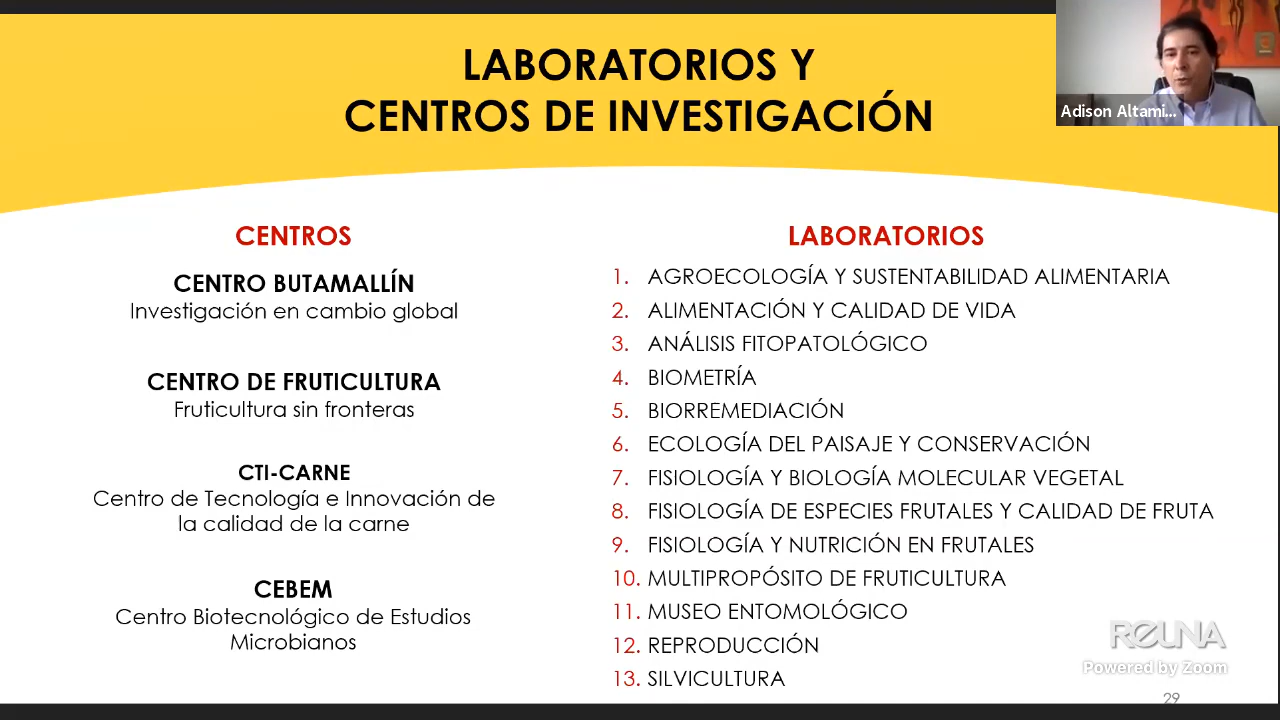 LABORATORIOS Y
CENTROS DE INVESTIGACIÓN
Adison Altami...
CENTROS
CENTRO BUTAMALLÍN
Investigación en cambio global
CENTRO DE FRUTICULTURA
Fruticultura sin fronteras
CTI-CARNE
Centro de Tecnología e Innovación de
la calidad de la carne
CEBEM
Centro Biotecnológico de Estudios
Microbianos
LABORATORIOS
1. AGROECOLOGÍA Y SUSTENTABILIDAD ALIMENTARIA
2. ALIMENTACIÓN Y CALIDAD DE VIDA
3. ANÁLISIS FITOPATOLÓGICO
4. BIOMETRÍA
5. BIORREMEDIACIÓN
6. ECOLOGÍA DEL PAISAJE Y CONSERVACIÓN
7. FISIOLOGÍA Y BIOLOGÍA MOLECULAR VEGETAL
8. FISIOLOGÍA DE ESPECIES FRUTALES Y CALIDAD DE FRUTA
9. FISIOLOGÍA Y NUTRICIÓN EN FRUTALES
10. MULTIPROPÓSITO DE FRUTICULTURA
11. MUSEO ENTOMOLÓGICO
12. REPRODUCCIÓN
13. SILVICULTURA
REUNA
Powered by Zoom
29